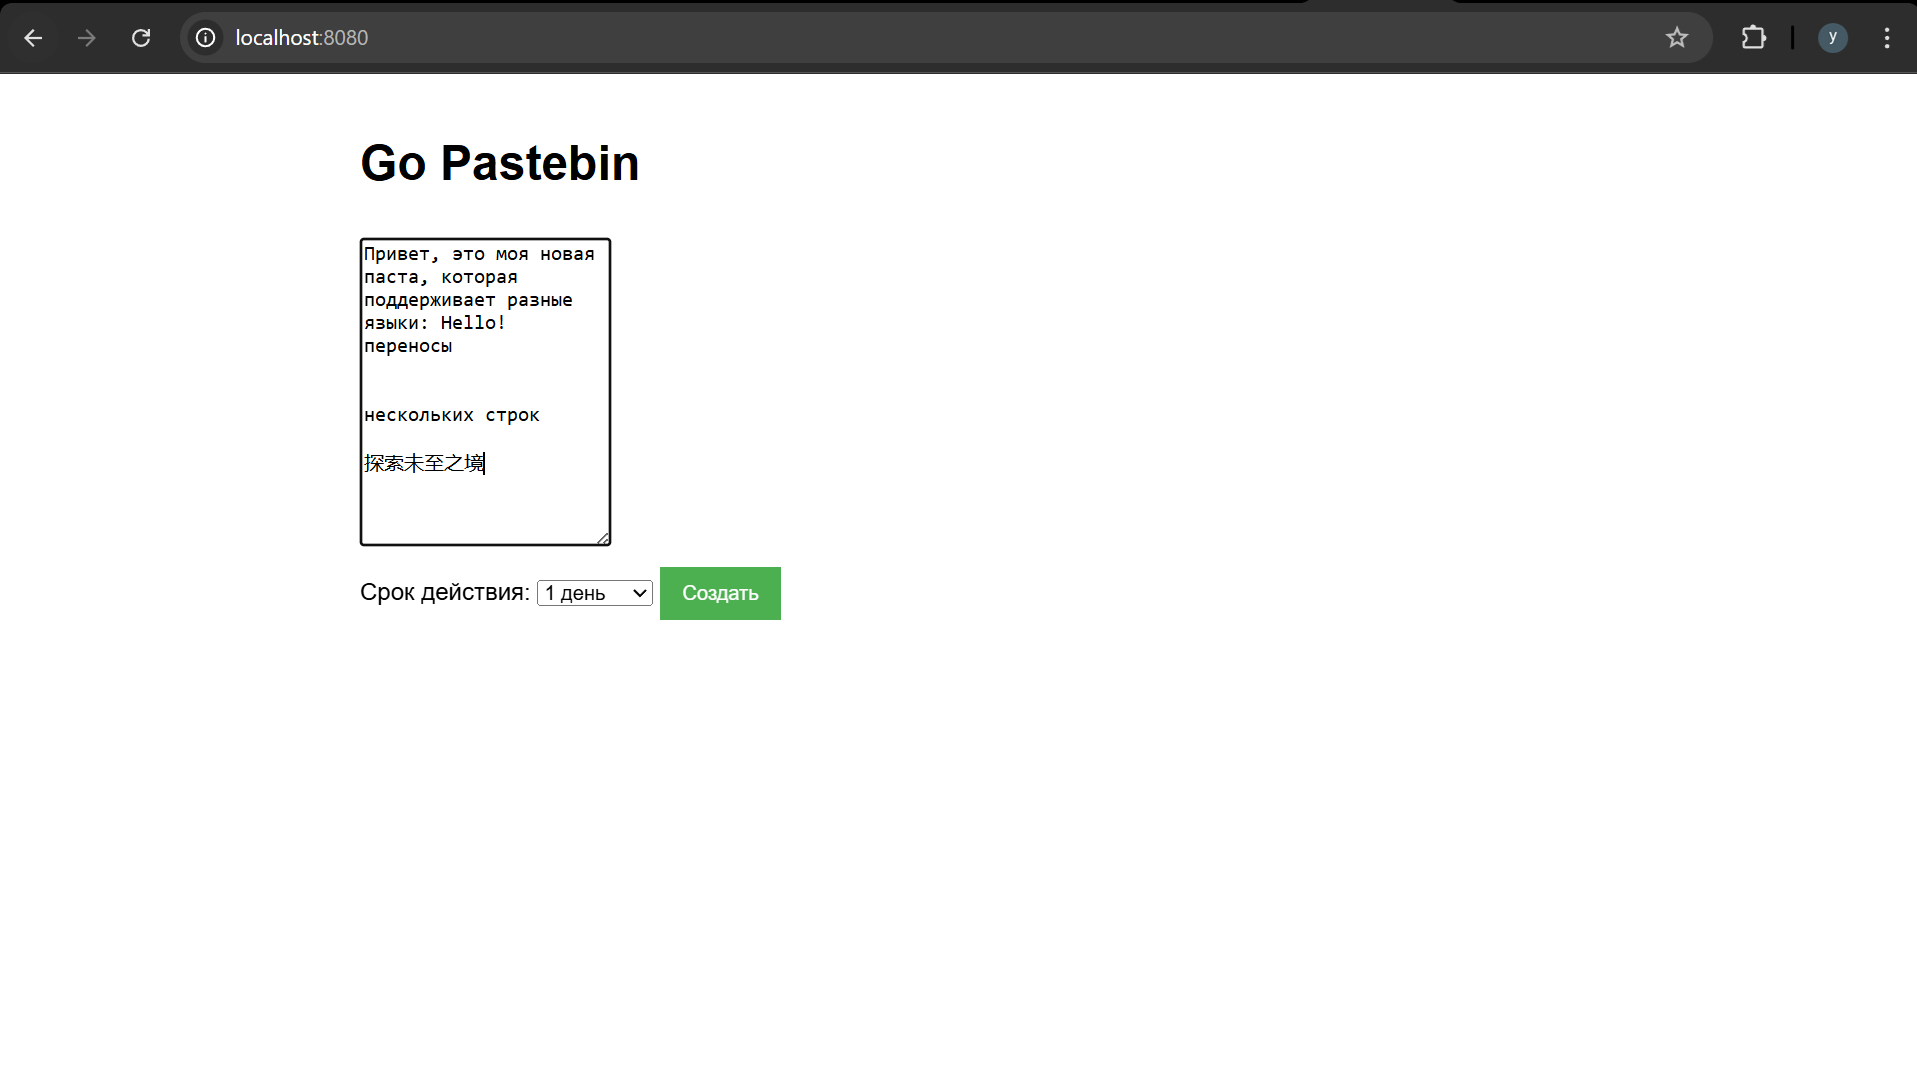 localhost:8080
y
Go Pastebin
Привет, это моя новая
паста, которая
поддерживает разные
языки: Hello!
переносы
нескольких строк
探索未至之境
Срок действия: 1 день Создать